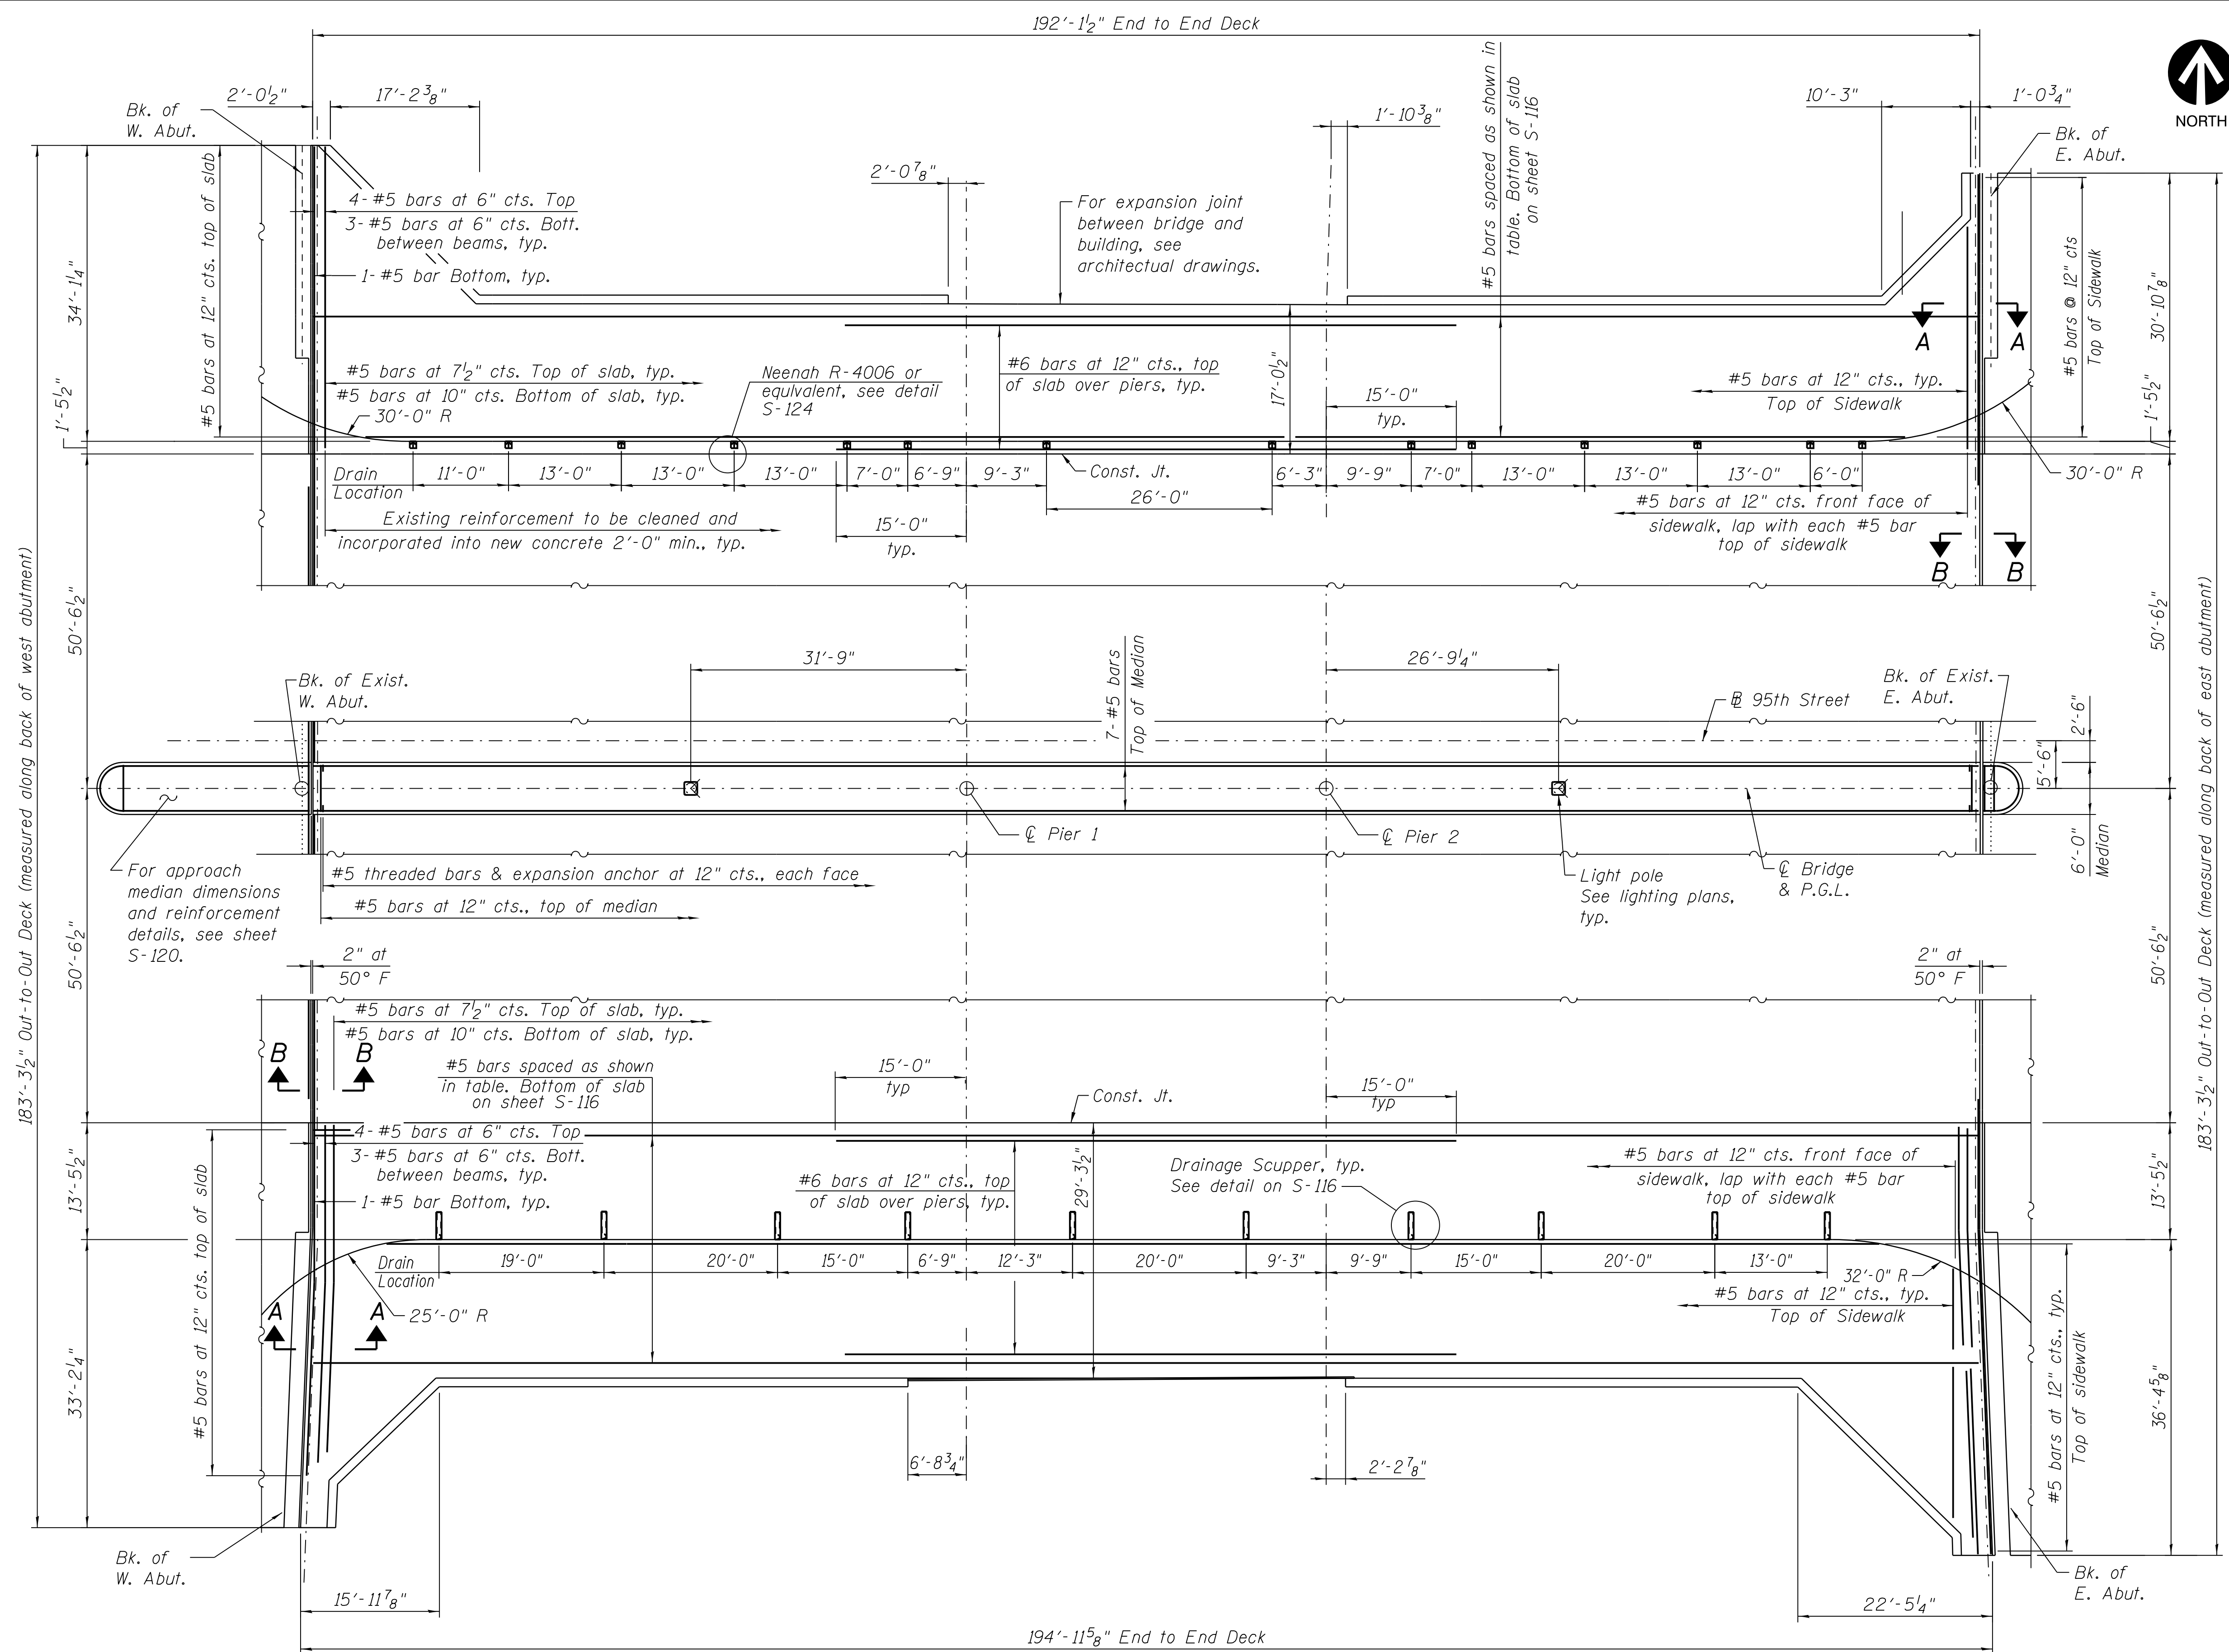 192'-1½" End to End Deck
NORTH
2'-0½"
17'-2⅜"
Bk. of
W. Abut.
1'-10⅜"
2'-0⅞"
#5 bars spaced as shown in
table. Bottom of slab
on sheet S-116
10'-3"
1'-0¾"
Bk. of
E. Abut.
4-#5 bars at 6" cts. Top
3-#5 bars at 6" cts. Bott.
between beams, typ.
1-#5 bar Bottom, typ.
For expansion joint
between bridge and
building, see
architectual drawings.
34'-1¼"
#5 bars at 12" cts. top of slab
#5 bars @ 12" cts
Top of Sidewalk
30'-10⅞"
A
A
#5 bars at 7½" cts. Top of slab, typ.
#5 bars at 10" cts. Bottom of slab, typ.
30'-0" R
Neenah R-4006 or
equlvalent, see detail
S-124
#6 bars at 12" cts., top
of slab over piers, typ.
17'-0½"
15'-0"
typ.
#5 bars at 12" cts., typ.
Top of Sidewalk
1'-5½"
1'-5½"
Drain
Location
11'-0"
13'-0"
13'-0"
13'-0"
7'-0"
6'-9"
9'-3"
Const. Jt.
26'-0"
6'-3"
9'-9"
7'-0"
13'-0"
13'-0"
13'-0"
6'-0"
30'-0" R
Existing reinforcement to be cleaned and
incorporated into new concrete 2'-0" min., typ.
15'-0"
typ.
#5 bars at 12" cts. front face of
sidewalk, lap with each #5 bar
top of sidewalk
B
B
183'-3½" Out-to-Out Deck (measured along back of west abutment)
50'-6½"
50'-6½"
183'-3½" Out-to-Out Deck (measured along back of east abutment)
Bk. of Exist.
W. Abut.
31'-9"
7-#5 bars
Top of Median
26'-9¼"
℄ 95th Street
Bk. of Exist.
E. Abut.
2'-6"
5'-6"
6'-0"
Median
℄ Pier 1
℄ Pier 2
For approach
median dimensions
and reinforcement
details, see sheet
S-120.
#5 threaded bars & expansion anchor at 12" cts., each face
#5 bars at 12" cts., top of median
Light pole
See lighting plans,
typ.
℄ Bridge
& P.G.L.
50'-6½"
50'-6½"
2" at
50° F
2" at
50° F
#5 bars at 7½" cts. Top of slab, typ.
#5 bars at 10" cts. Bottom of slab, typ.
B
B
#5 bars spaced as shown
in table. Bottom of slab
on sheet S-116
15'-0"
typ
15'-0"
typ
Const. Jt.
4-#5 bars at 6" cts. Top
3-#5 bars at 6" cts. Bott.
between beams, typ.
1-#5 bar Bottom, typ.
13'-5½"
#5 bars at 12" cts. top of slab
#6 bars at 12" cts., top
of slab over piers, typ.
29'-3½"
Drainage Scupper, typ.
See detail on S-116
#5 bars at 12" cts. front face of
sidewalk, lap with each #5 bar
top of sidewalk
13'-5½"
Drain
Location
19'-0"
20'-0"
15'-0"
6'-9"
12'-3"
20'-0"
9'-3"
9'-9"
15'-0"
20'-0"
13'-0"
32'-0" R
25'-0" R
A
A
#5 bars at 12" cts., typ.
Top of Sidewalk
33'-2¼"
#5 bars at 12" cts., typ.
Top of sidewalk
36'-4⅝"
6'-8¾"
2'-2⅞"
Bk. of
W. Abut.
Bk. of
E. Abut.
15'-11⅞"
22'-5¼"
194'-11⅝" End to End Deck